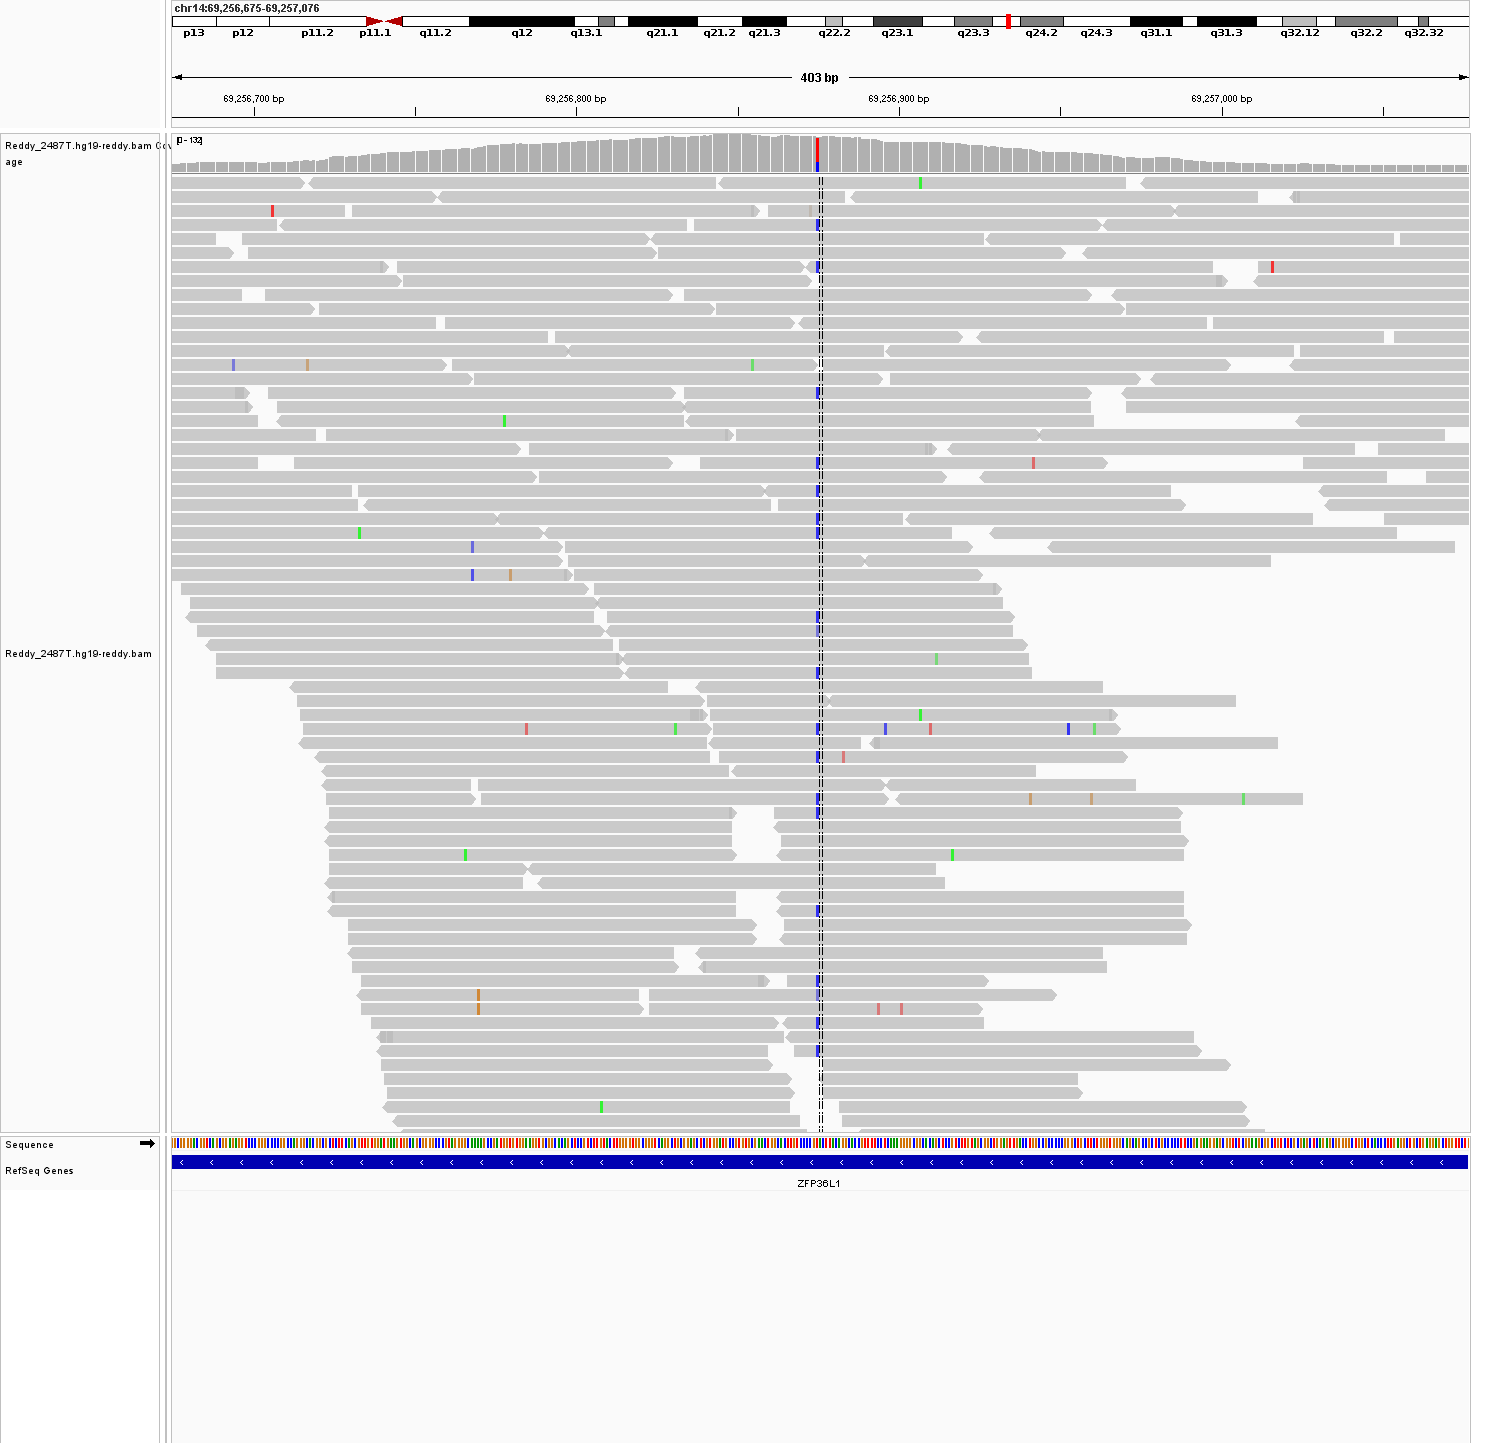 chr14:69,256,675-69,257,076
p13 p12 p11.2 p11.1 q11.2 q12 q13.1 q21.1 q21.2 q21.3 q22.2 q23.1 q23.3 q24.2 q24.3 q31.1 q31.3 q32.12 q32.2 q32.32
403 bp
69,256,700 bp 69,256,800 bp 69,256,900 bp 69,257,000 bp
[0 - 132]
Reddy_2487T.hg19-reddy.bam Cov
age
Reddy_2487T.hg19-reddy.bam
Sequence
RefSeq Genes
ZFP36L1